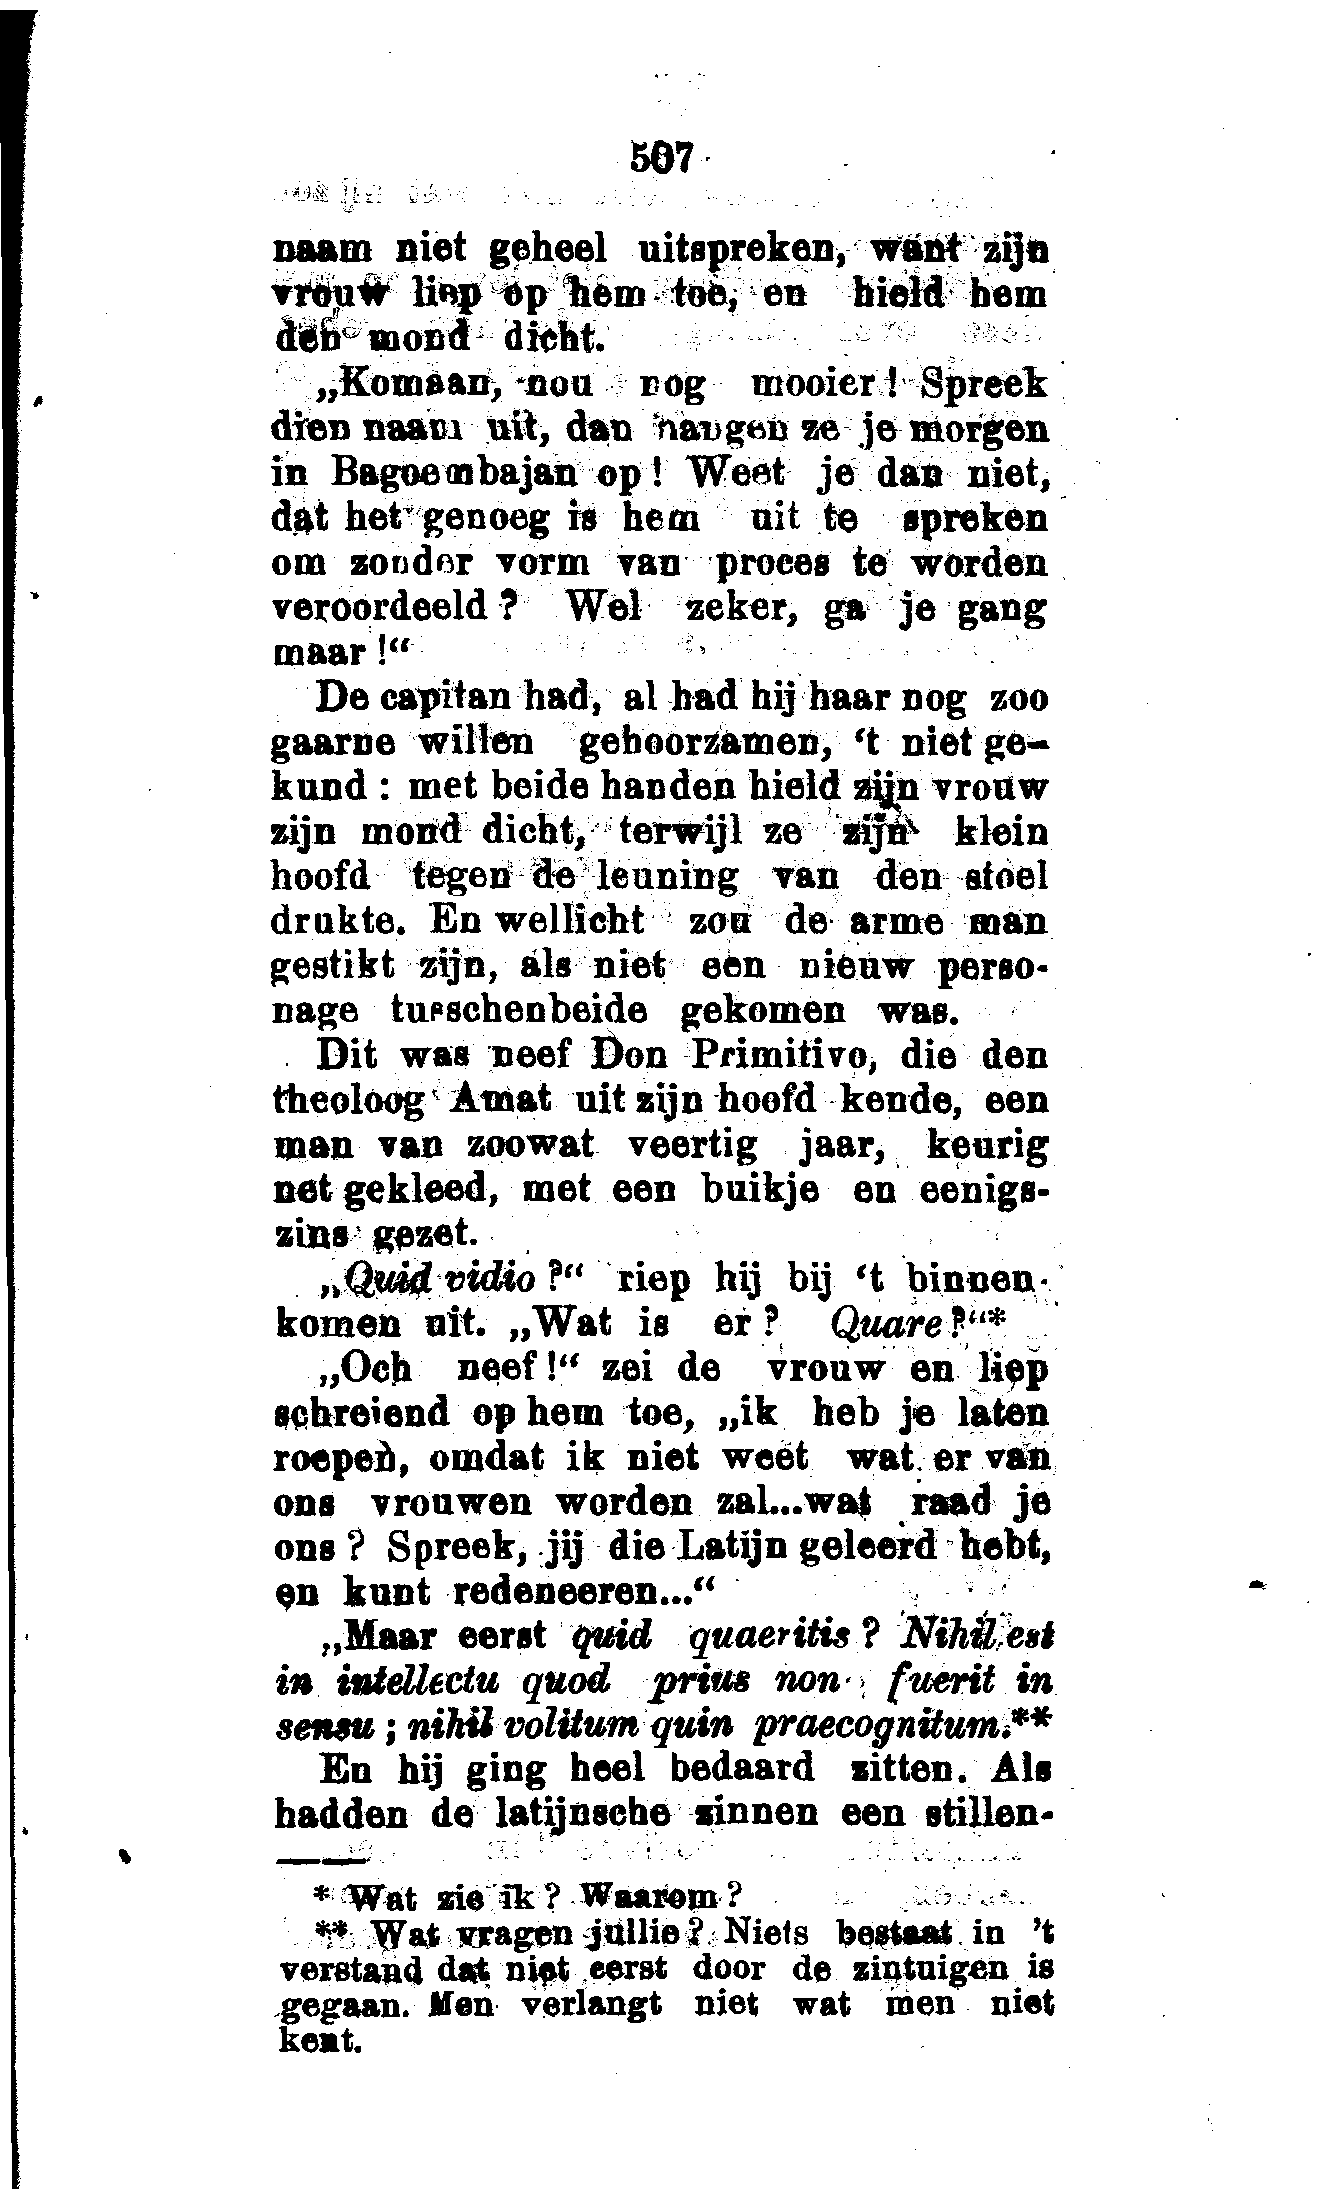 507
naam niet geheel uitspreken, want zijn
vrouw liep op hem toe, en hield hem
den mond dicht.
„Komaan, nou nog mooier! Spreek
dien naam uit, dan hangen ze je morgen
in Bagoembajan op! Weet je dan niet,
dat het genoeg is hem uit te spreken
om zonder vorm van proces te worden
veroordeeld? Wel zeker, ga je gang
maar!“
De capitan had, al had hij haar nog zoo
gaarne willen gehoorzamen, ‘t niet ge-
kund: met beide handen hield zijn vrouw
zijn mond dicht, terwijl ze zijn klein
hoofd tegen de leuning van den stoel
drukte. En wellicht zou de arme man
gestikt zijn, als niet een nieuw perso-
nage tusschenbeide gekomen was.
Dit was neef Don Primitivo, die den
theoloog Amat uit zijn hoofd kende, een
man van zoowat veertig jaar, keurig
net gekleed, met een buikje en eenigs-
zins gezet.
„Quid vidio?“ riep hij bij ‘t binnen-
komen uit. „Wat is er? Quare?“*
„Och neef!“ zei de vrouw en liep
schreiend op hem toe, „ik heb je laten
roepen, omdat ik niet weet wat er van
ons vrouwen worden zal...wat raad je
ons? Spreek, jij die Latijn geleerd hebt,
en kunt redeneeren...“
„Maar eerst quid quaeritis? Nihil est
in intellectu quod prius non fuerit in
sensu; nihil volitum quin praecognitum.**
En hij ging heel bedaard zitten. Als
hadden de latijnsche zinnen een stillen-
* Wat zie ik? Waarom?
** Wat vragen jullie? Niets bestaat in ’t
verstand dat niet eerst door de zintuigen is
gegaan. Men verlangt niet wat men niet
kent.